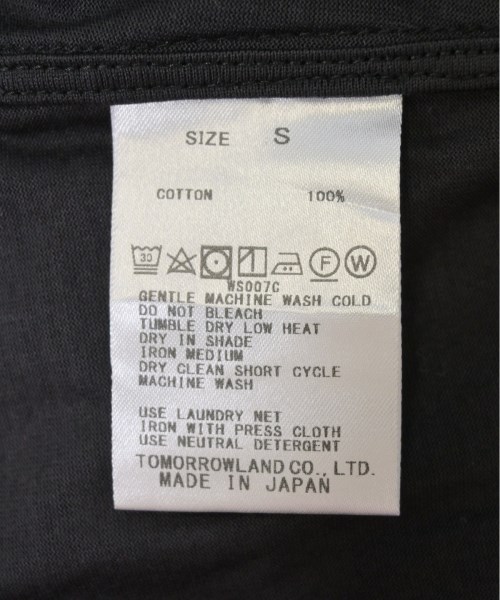 SIZE S
COTTON 100%
30 F W
WS007G
GENTLE MACHINE WASH COLD
DO NOT BLEACH
TUMBLE DRY LOW HEAT
DRY IN SHADE
IRON MEDIUM
DRY CLEAN SHORT CYCLE
MACHINE WASH
USE LAUNDRY NET
IRON WITH PRESS CLOTH
USE NEUTRAL DETERGENT
TOMORROWLAND CO., LTD.
MADE IN JAPAN